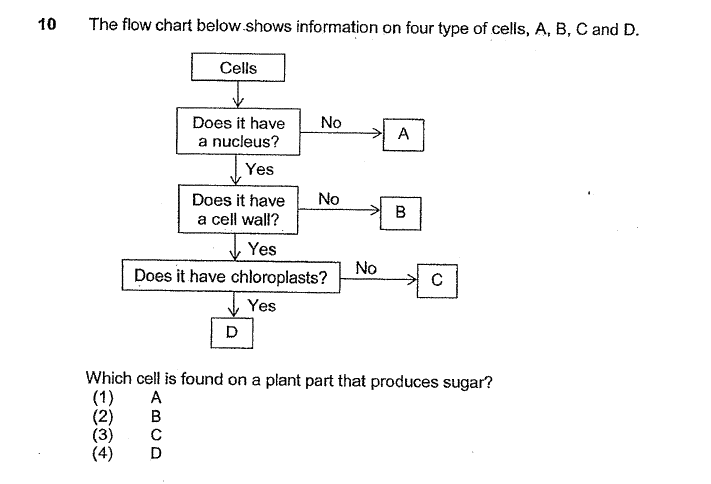 10 The flow chart below shows information on four type of cells, A, B, C and D.
Cells
Does it have
a nucleus?
No
A
Yes
Does it have
a cell wall?
No
B
Yes
Does it have chloroplasts?
No
C
Yes
D
Which cell is found on a plant part that produces sugar?
(1) A
(2) B
(3) C
(4) D